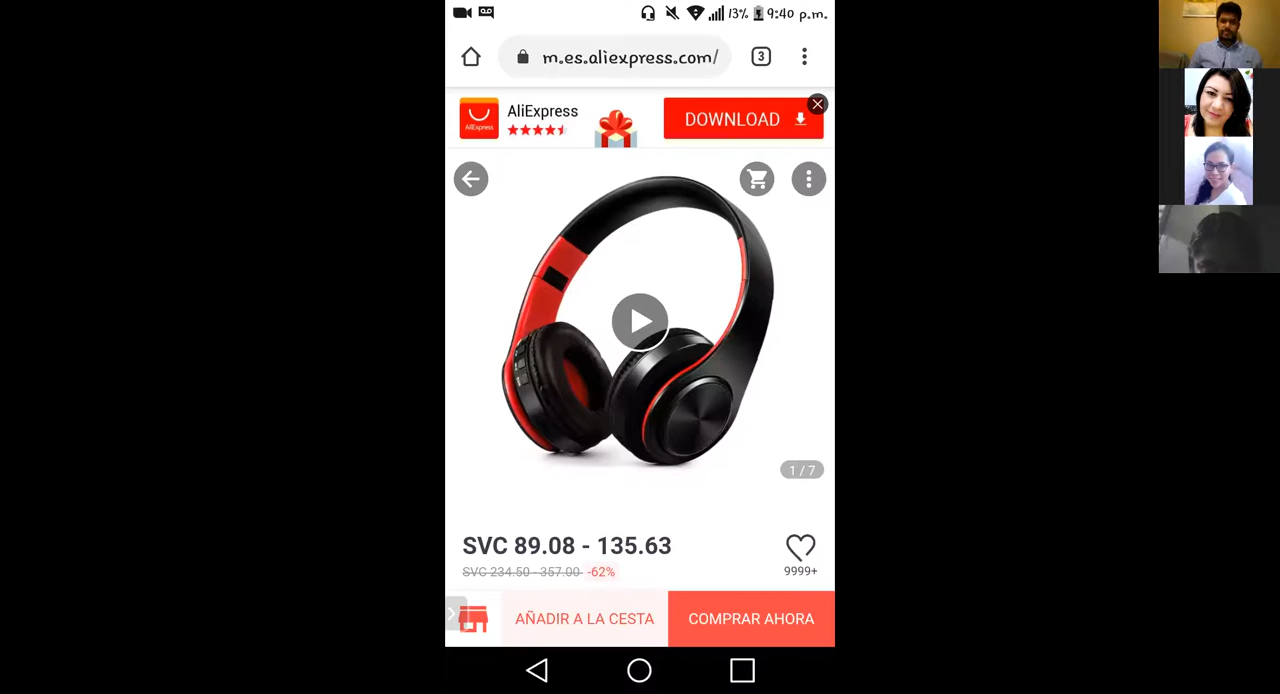 13% 9:40 p.m.
m.es.aliexpress.com/ 3
AliExpress
AliExpress
DOWNLOAD
1 / 7
SVC 89.08 - 135.63
SVC 234.50 - 357.00 -62%
9999+
AÑADIR A LA CESTA COMPRAR AHORA